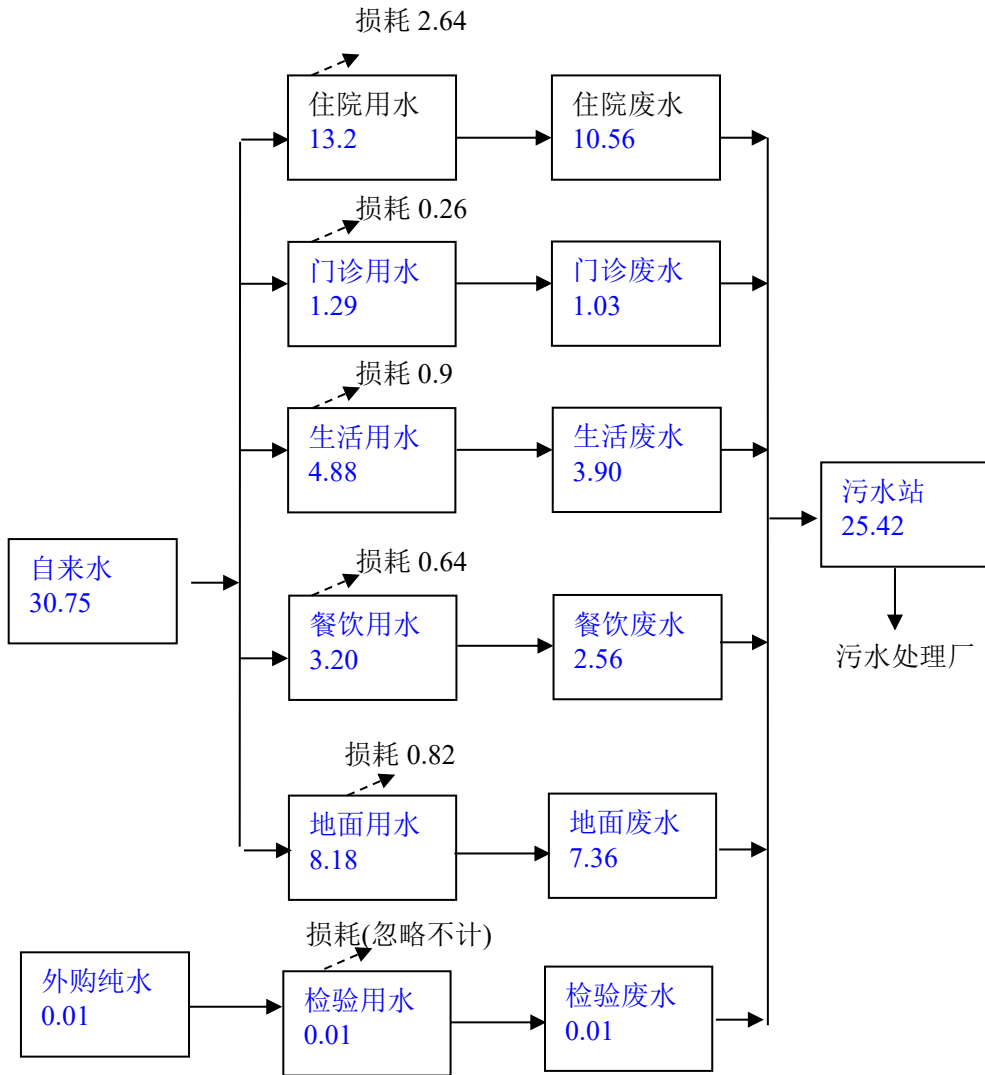 损耗 2.64
住院用水
13.2
住院废水
10.56
损耗 0.26
门诊用水
1.29
门诊废水
1.03
损耗 0.9
生活用水
4.88
生活废水
3.90
污水站
25.42
自来水
30.75
损耗 0.64
餐饮用水
3.20
餐饮废水
2.56
污水处理厂
损耗 0.82
地面用水
8.18
地面废水
7.36
损耗(忽略不计)
外购纯水
0.01
检验用水
0.01
检验废水
0.01